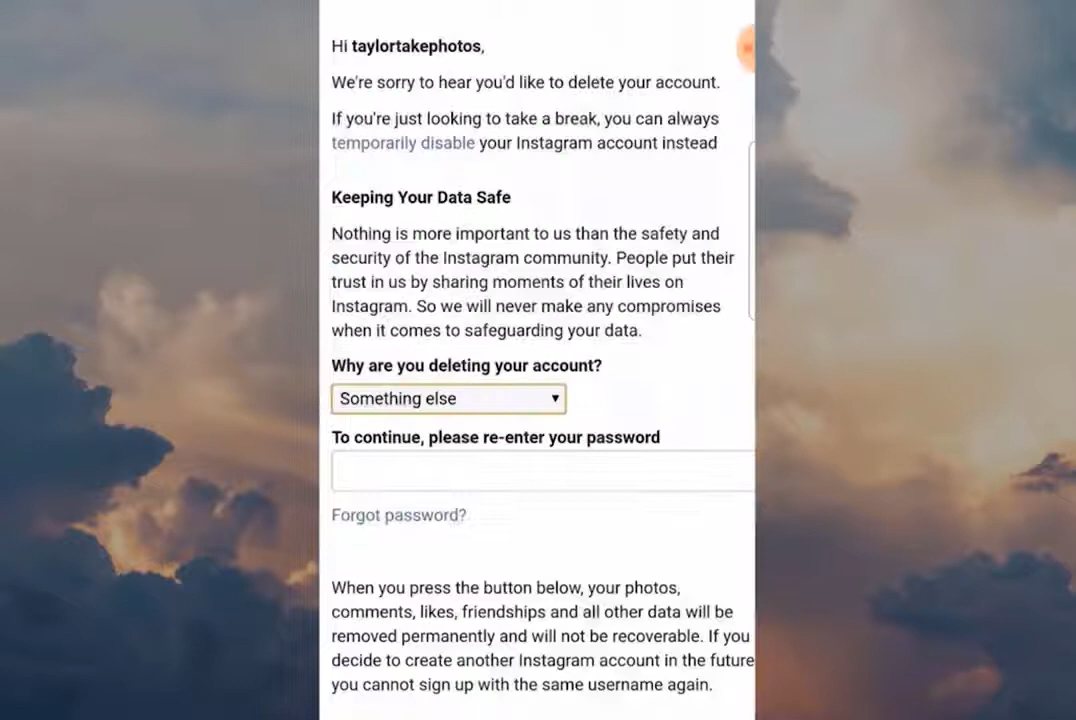 Hi taylortakephotos,
We're sorry to hear you'd like to delete your account.
If you're just looking to take a break, you can always
temporarily disable your Instagram account instead
Keeping Your Data Safe
Nothing is more important to us than the safety and
security of the Instagram community. People put their
trust in us by sharing moments of their lives on
Instagram. So we will never make any compromises
when it comes to safeguarding your data.
Why are you deleting your account?
Something else
To continue, please re-enter your password
Forgot password?
When you press the button below, your photos,
comments, likes, friendships and all other data will be
removed permanently and will not be recoverable. If you
decide to create another Instagram account in the future
you cannot sign up with the same username again.